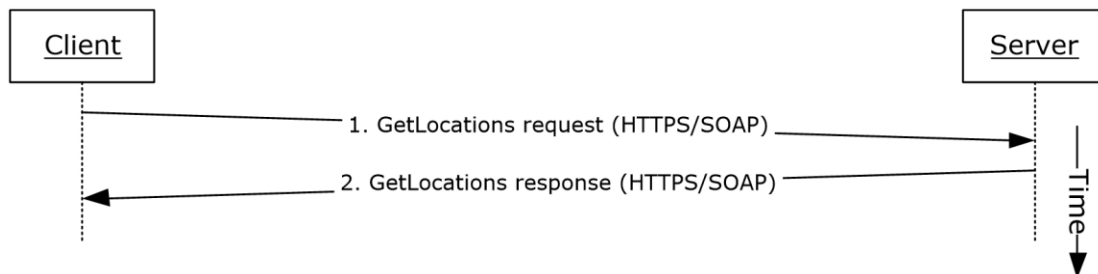 Client
Server
1. GetLocations request (HTTPS/SOAP)
2. GetLocations response (HTTPS/SOAP)
Time